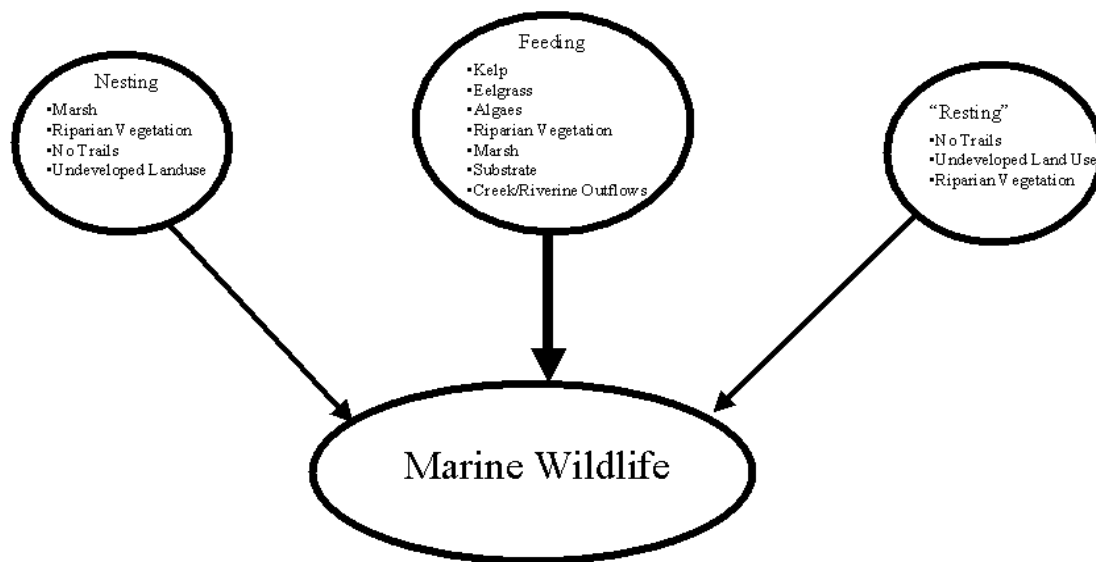 Nesting
▪Marsh
▪Riparian Vegetation
▪No Trails
▪Undeveloped Landuse
Feeding
▪Kelp
▪Eelgrass
▪Algaes
▪Riparian Vegetation
▪Marsh
▪Substrate
▪Creek/Riverine Outflows
“Resting”
▪No Trails
▪Undeveloped Land Use
▪Riparian Vegetation
Marine Wildlife